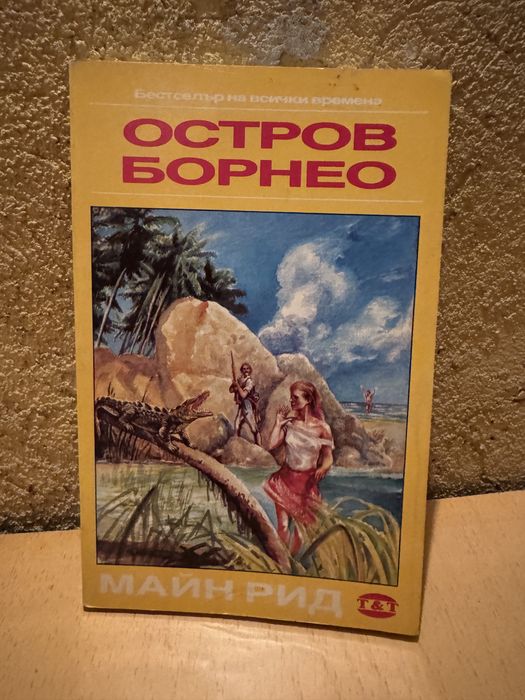 Бестселър на всички времена
ОСТРОВ
БОРНЕО
МАЙН РИД
T&T